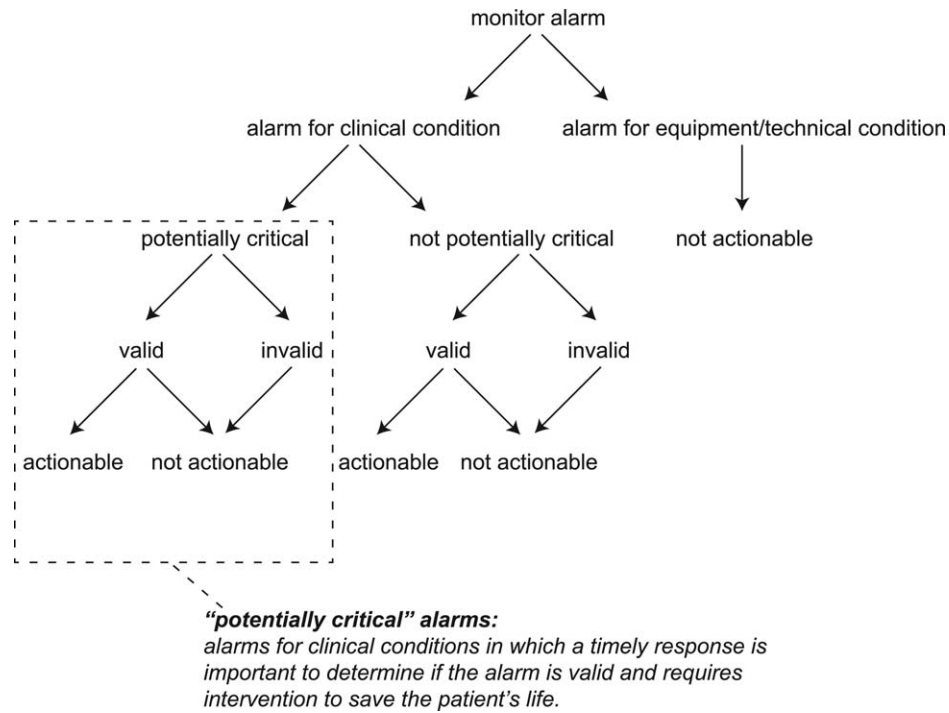 monitor alarm
alarm for clinical condition
alarm for equipment/technical condition
potentially critical
not potentially critical
not actionable
valid
invalid
valid
invalid
actionable
not actionable
actionable
not actionable
“potentially critical” alarms:
alarms for clinical conditions in which a timely response is
important to determine if the alarm is valid and requires
intervention to save the patient’s life.